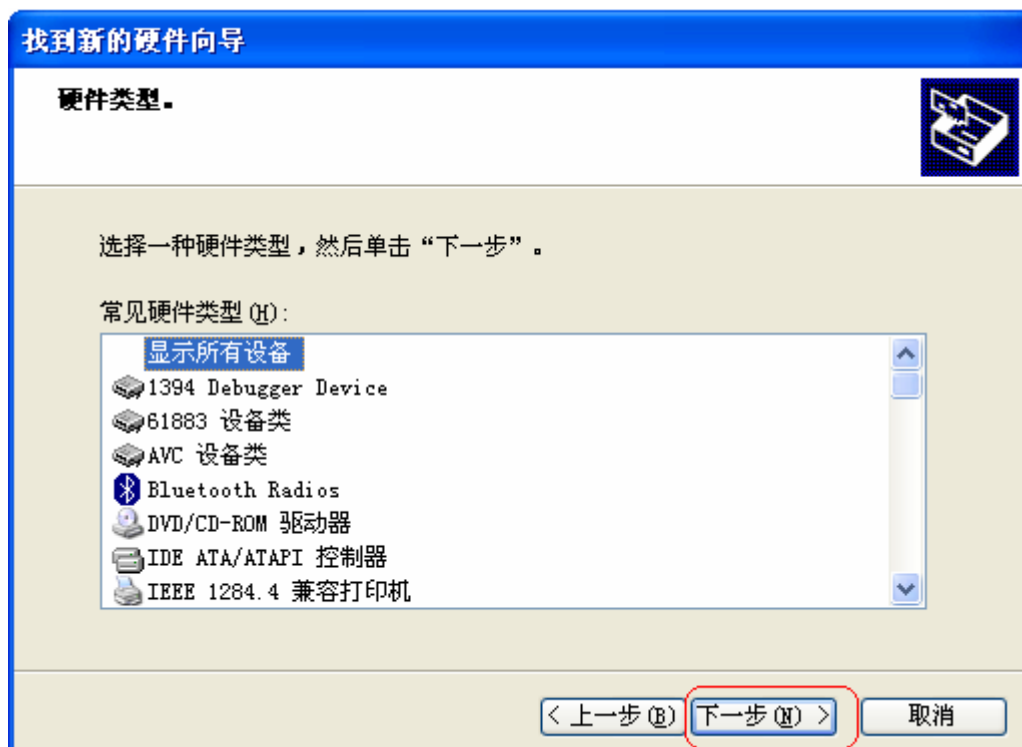 找到新的硬件向导
硬件类型。
选择一种硬件类型，然后单击“下一步”。
常见硬件类型(H):
显示所有设备
1394 Debugger Device
61883 设备类
AVC 设备类
Bluetooth Radios
DVD/CD-ROM 驱动器
IDE ATA/ATAPI 控制器
IEEE 1284.4 兼容打印机
< 上一步(B) 下一步(N) > 取消